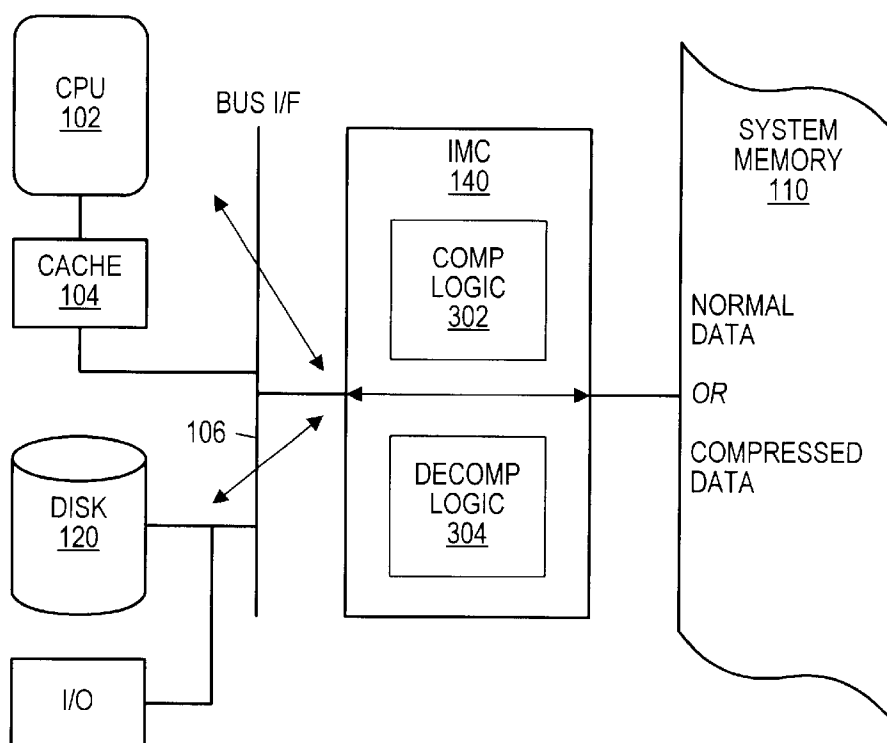 CPU
102
BUS I/F
CACHE
104
106
DISK
120
I/O
IMC
140
COMP
LOGIC
302
DECOMP
LOGIC
304
SYSTEM
MEMORY
110
NORMAL
DATA
OR
COMPRESSED
DATA